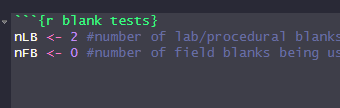 ```{r blank tests}
nLB <- 2 #number of lab/procedural blanks
nFB <- 0 #number of field blanks being us